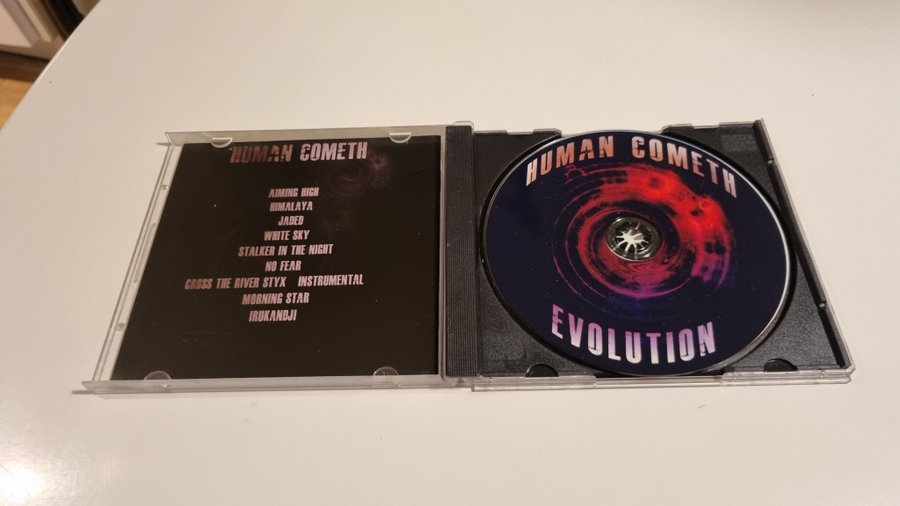 HUMAN COMETH
AIMING HIGH
HIMALAYA
JADED
WHITE SKY
STALKER IN THE NIGHT
NO FEAR
CROSS THE RIVER STYX INSTRUMENTAL
MORNING STAR
IRUKANDJI
HUMAN COMETH
EVOLUTION